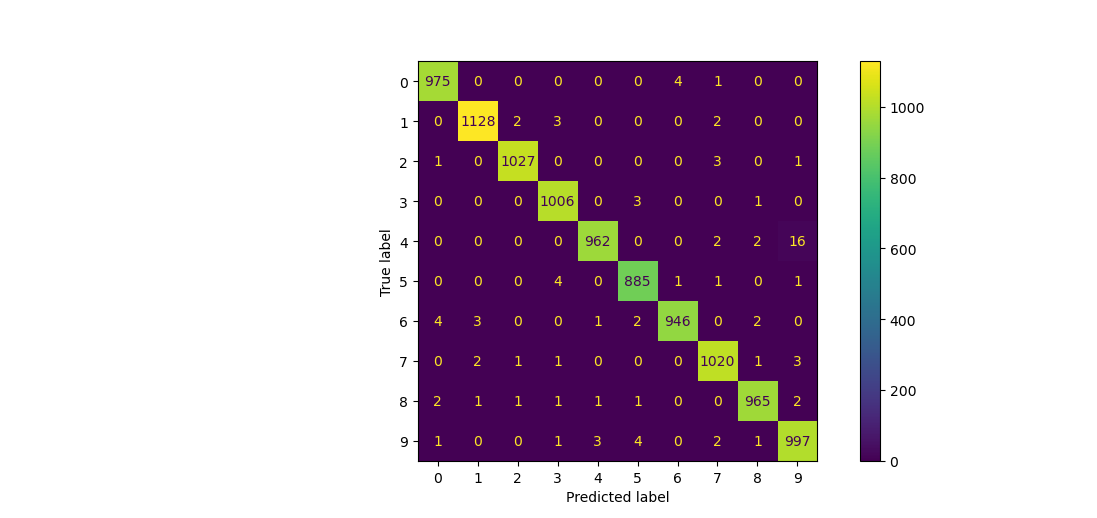 0 975 0 0 0 0 0 4 1 0 0
1 0 1128 2 3 0 0 0 2 0 0
2 1 0 1027 0 0 0 0 3 0 1
3 0 0 0 1006 0 3 0 0 1 0
4 0 0 0 0 962 0 0 2 2 16
5 0 0 0 4 0 885 1 1 0 1
6 4 3 0 0 1 2 946 0 2 0
7 0 2 1 1 0 0 0 1020 1 3
8 2 1 1 1 1 1 0 0 965 2
9 1 0 0 1 3 4 0 2 1 997
0 1 2 3 4 5 6 7 8 9
Predicted label
True label
1000
800
600
400
200
0